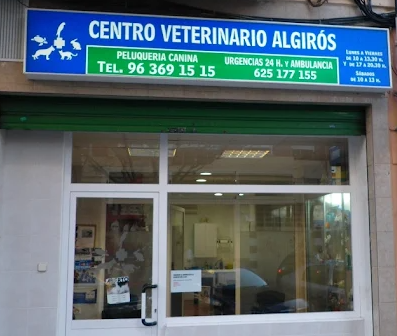 CENTRO VETERINARIO ALGIRÓS
PELUQUERIA CANINA
TEL. 96 369 15 15
URGENCIAS 24 H. Y AMBULANCIA
625 177 155
LUNES A VIERNES
DE 10 A 13,30 H.
Y DE 17 A 20,30 H.
SÁBADOS
DE 10 A 13 H.